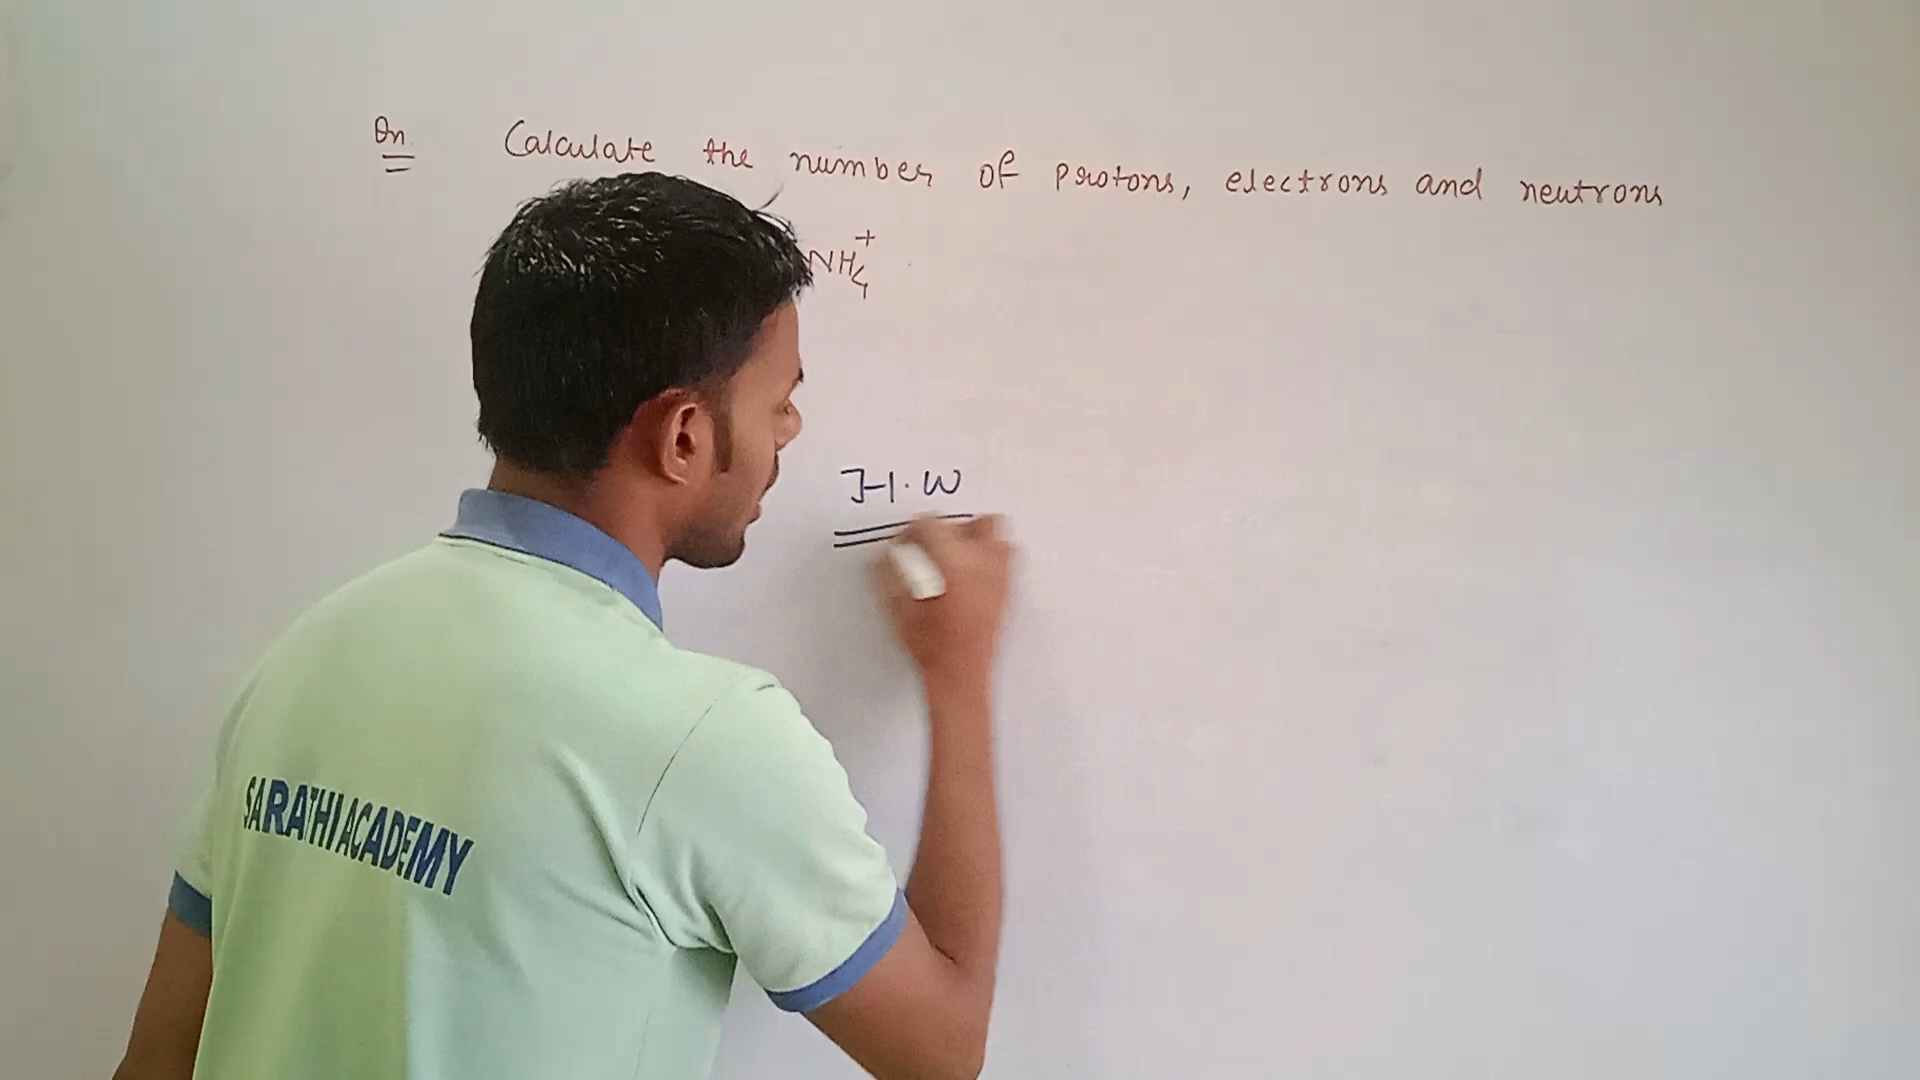 Qn. Calculate the number of protons, electrons and neutrons
NH₄⁺
H.W
SARATHI ACADEMY